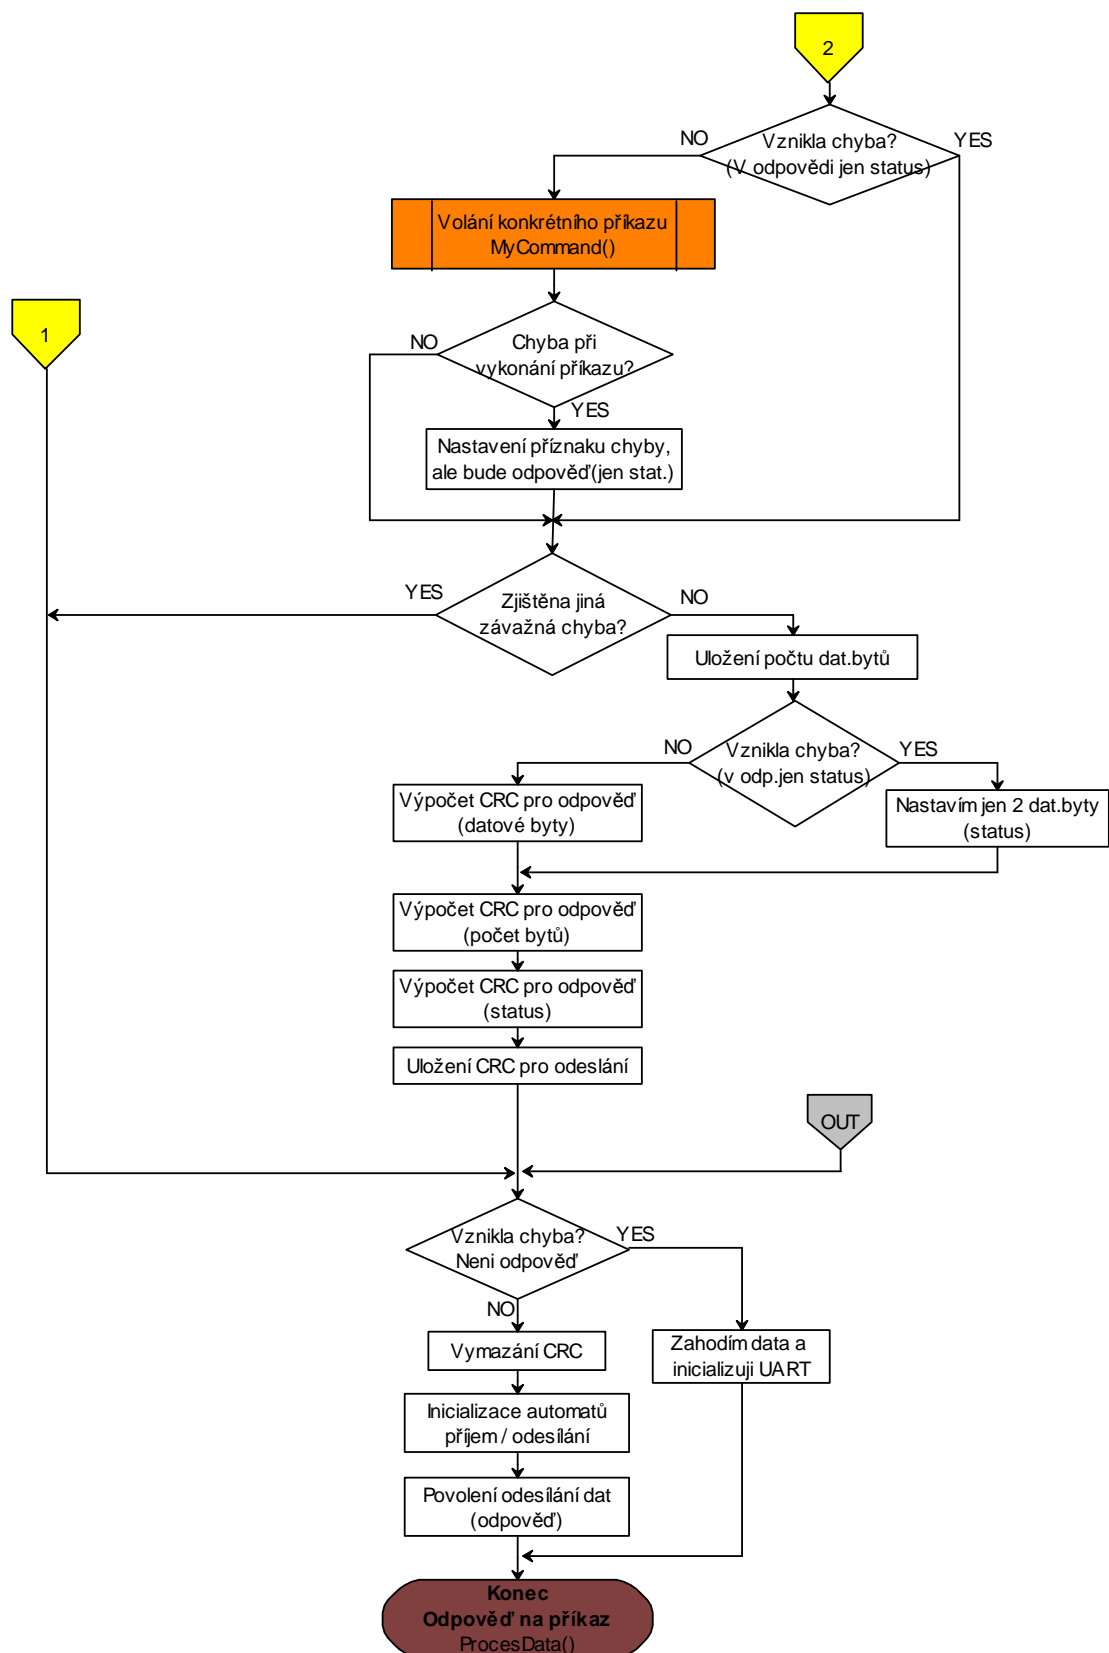 2
Vznikla chyba?
(V odpovědi jen status)
NO
YES
Volání konkrétního příkazu
MyCommand()
1
Chyba při
vykonání příkazu?
NO
YES
Nastavení příznaku chyby,
ale bude odpověď(jen stat.)
Zjištěna jiná
závažná chyba?
YES
NO
Uložení počtu dat.bytů
Vznikla chyba?
(v odp.jen status)
NO
YES
Výpočet CRC pro odpověď
(datové byty)
Nastavím jen 2 dat.byty
(status)
Výpočet CRC pro odpověď
(počet bytů)
Výpočet CRC pro odpověď
(status)
Uložení CRC pro odeslání
OUT
Vznikla chyba?
Neni odpověď
YES
NO
Vymazání CRC
Zahodím data a
inicializuji UART
Inicializace automatů
příjem / odesílání
Povolení odesílání dat
(odpověď)
Konec
Odpověď na příkaz
ProcesData()